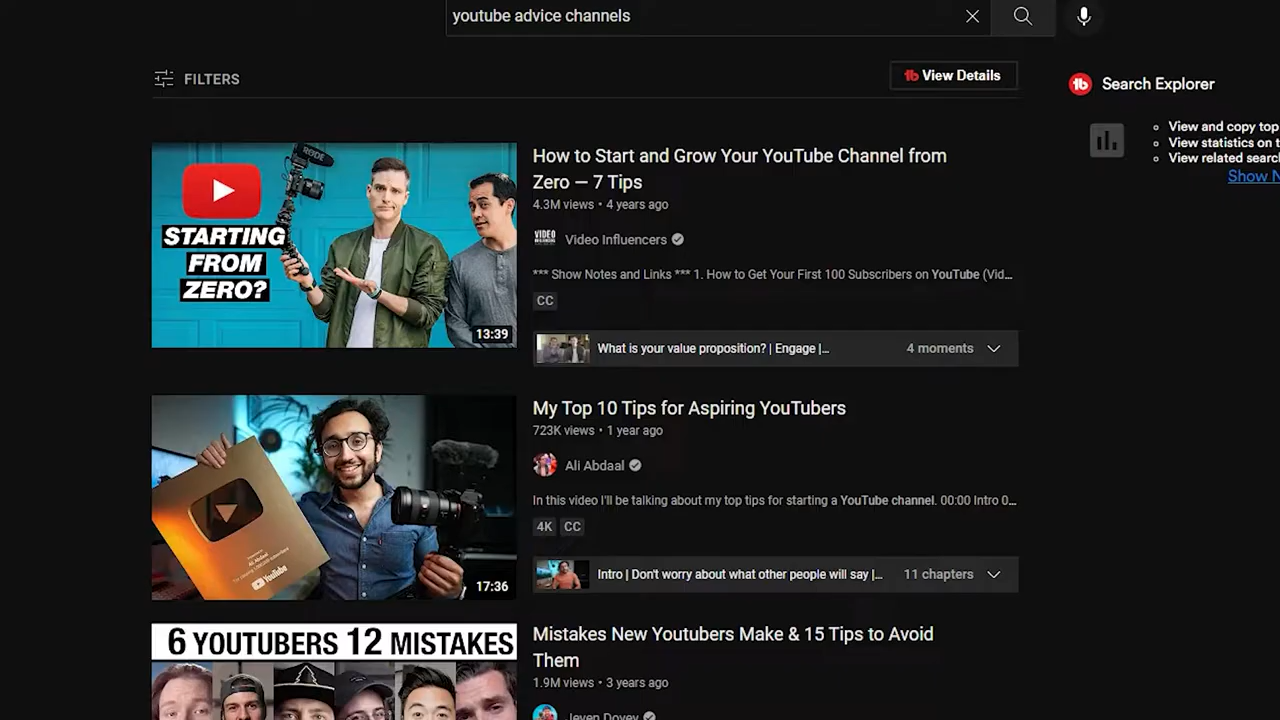 youtube advice channels
FILTERS
View Details
Search Explorer
View and copy top
View statistics on t
View related searc
Show N
RODE
STARTING
FROM
ZERO?
13:39
How to Start and Grow Your YouTube Channel from
Zero — 7 Tips
4.3M views • 4 years ago
VIDEO
Video Influencers
*** Show Notes and Links *** 1. How to Get Your First 100 Subscribers on YouTube (Vid...
CC
What is your value proposition? | Engage |...
4 moments
Ali Abdaal
YouTube
17:36
My Top 10 Tips for Aspiring YouTubers
723K views • 1 year ago
Ali Abdaal
In this video I'll be talking about my top tips for starting a YouTube channel. 00:00 Intro 0...
4K CC
Intro | Don't worry about what other people will say |...
11 chapters
6 YOUTUBERS 12 MISTAKES
Mistakes New Youtubers Make & 15 Tips to Avoid
Them
1.9M views • 3 years ago
Jeven Dovey